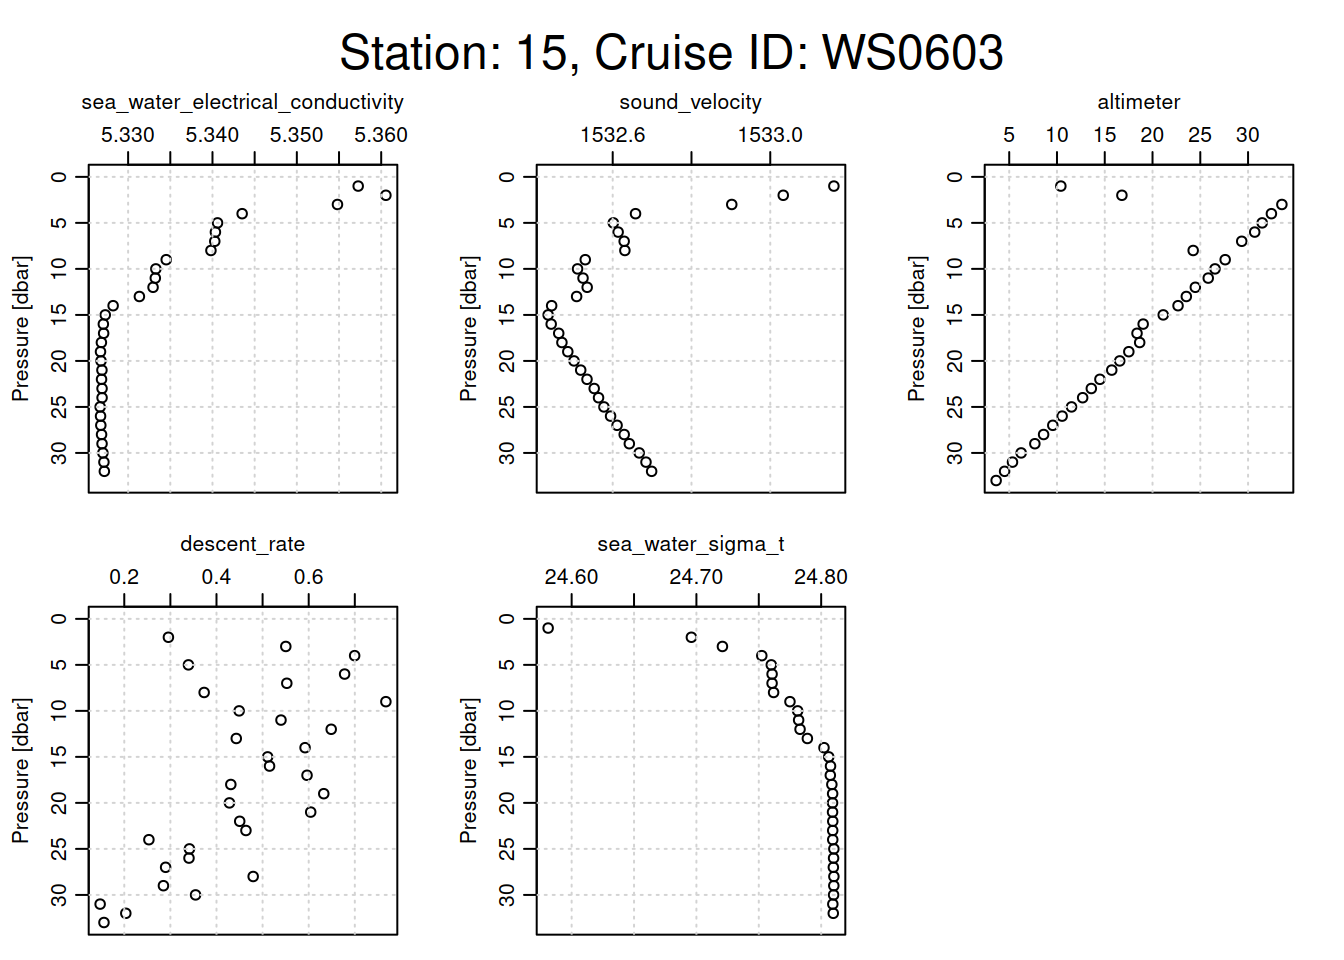 Station: 15, Cruise ID: WS0603
sea_water_electrical_conductivity
5.330 5.340 5.350 5.360
Pressure [dbar]
0 5 10 15 20 25 30
sound_velocity
1532.6 1533.0
Pressure [dbar]
0 5 10 15 20 25 30
altimeter
5 10 15 20 30
Pressure [dbar]
0 5 10 15 20 25 30
descent_rate
0.2 0.4 0.6
Pressure [dbar]
0 5 10 15 20 25 30
sea_water_sigma_t
24.60 24.70 24.80
Pressure [dbar]
0 5 10 15 20 25 30